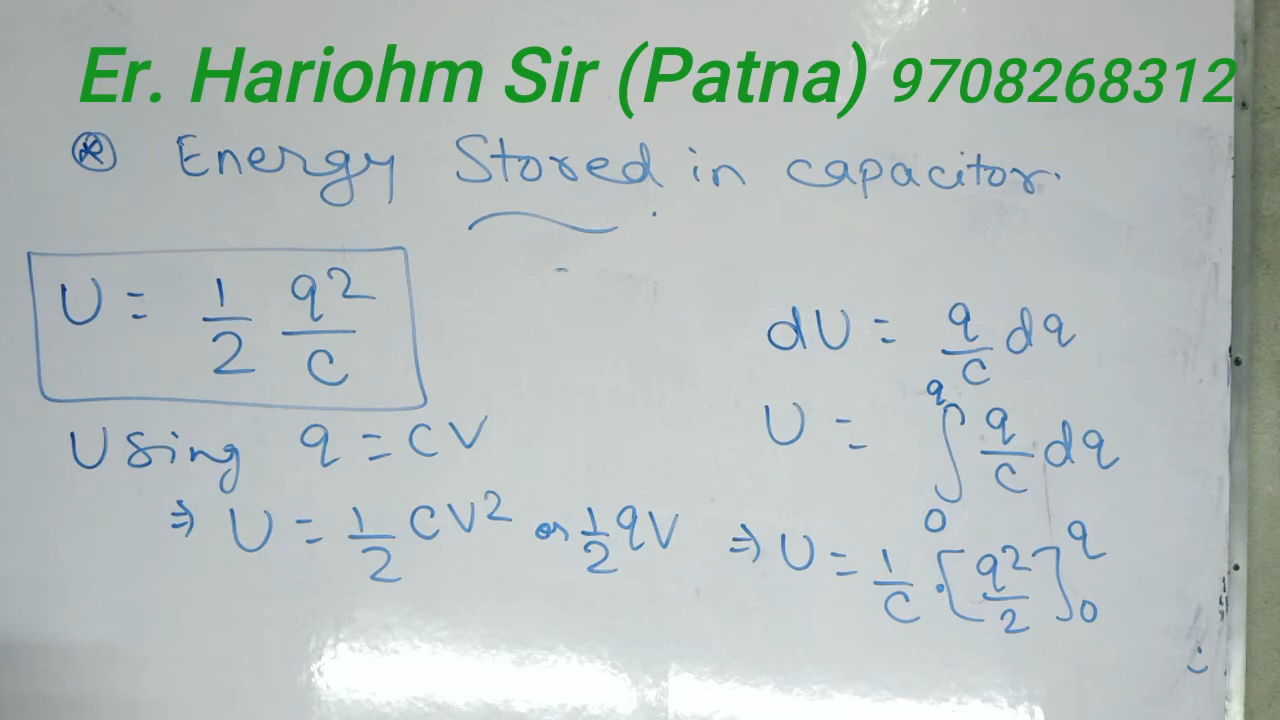 Er. Hariohm Sir (Patna) 9708268312
Energy Stored in capacitor.
U = 1/2 q²/C
Using q = CV
⇒ U = 1/2 CV² or 1/2 qV
dU = q/C dq
U = ∫₀^q q/C dq
⇒ U = 1/C · [q²/2]₀^q